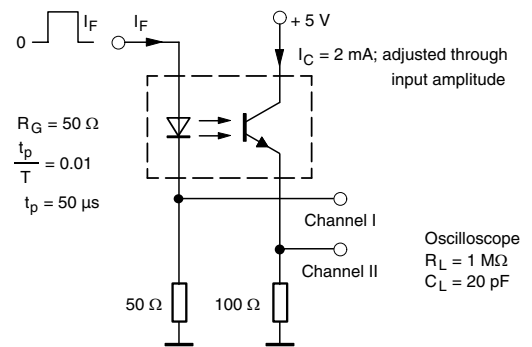 0
I_F
I_F
+ 5 V
I_C = 2 mA; adjusted through
input amplitude
R_G = 50 Ω
t_p
T
= 0.01
t_p = 50 µs
Channel I
Channel II
Oscilloscope
R_L = 1 MΩ
C_L = 20 pF
50 Ω
100 Ω